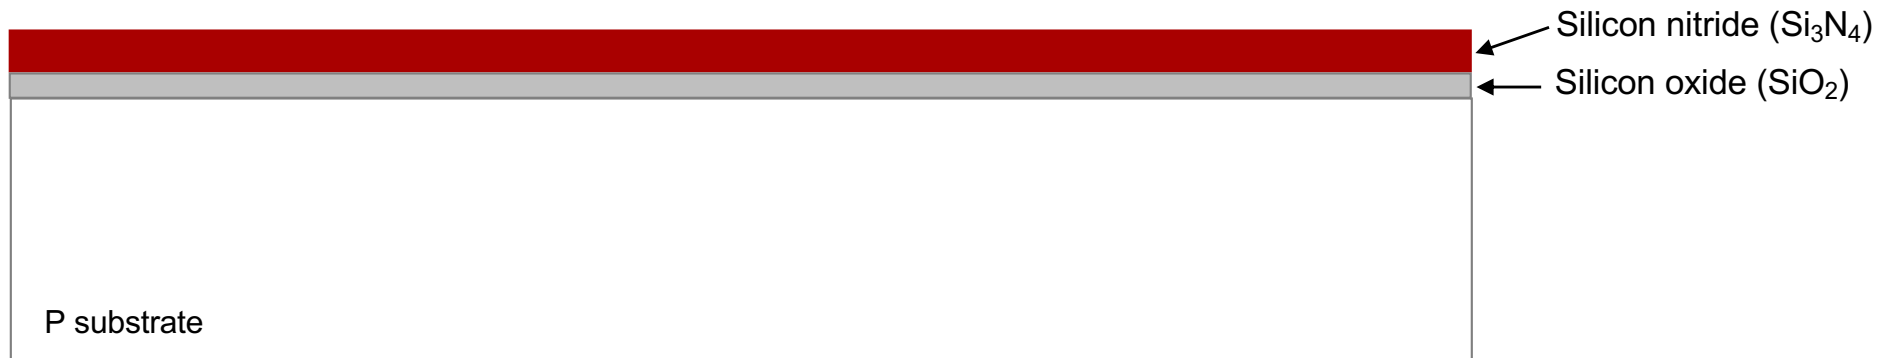 Silicon nitride (Si₃N₄)
Silicon oxide (SiO₂)
P substrate